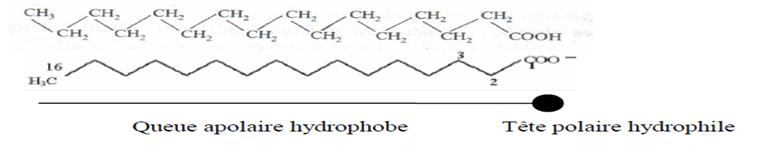 CH₃ CH₂ CH₂ CH₂ CH₂ CH₂ CH₂ CH₂
CH₂ CH₂ CH₂ CH₂ CH₂ CH₂ CH₂ COOH
16 3 COO⁻
H₃C 2 1
Queue apolaire hydrophobe Tête polaire hydrophile